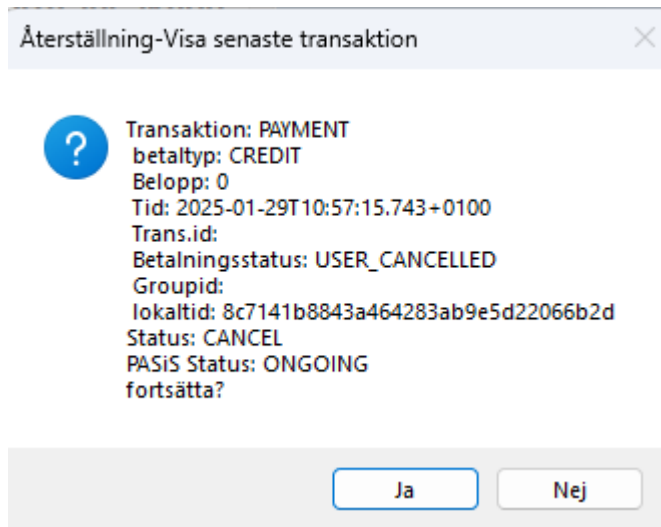 Återställning-Visa senaste transaktion
Transaktion: PAYMENT
betaltyp: CREDIT
Belopp: 0
Tid: 2025-01-29T10:57:15.743+0100
Trans.id:
Betalningsstatus: USER_CANCELLED
Groupid:
lokaltid: 8c7141b8843a464283ab9e5d22066b2d
Status: CANCEL
PASiS Status: ONGOING
fortsätta?
Ja
Nej